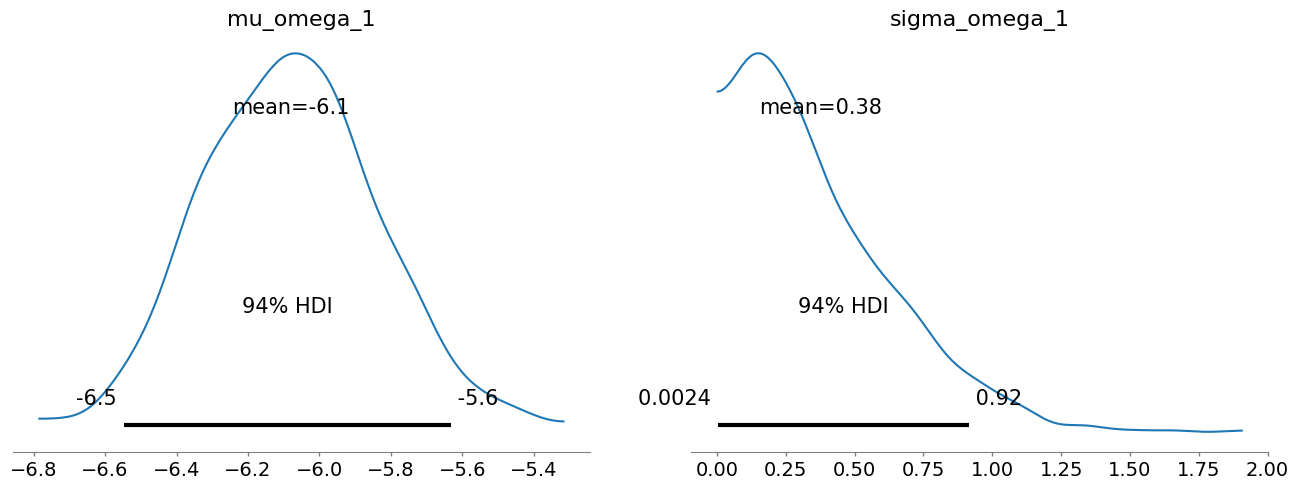 mu_omega_1
mean=-6.1
94% HDI
-6.5
-5.6
−6.8 −6.6 −6.4 −6.2 −6.0 −5.8 −5.6 −5.4
sigma_omega_1
mean=0.38
94% HDI
0.0024
0.92
0.00 0.25 0.50 0.75 1.00 1.25 1.50 1.75 2.00